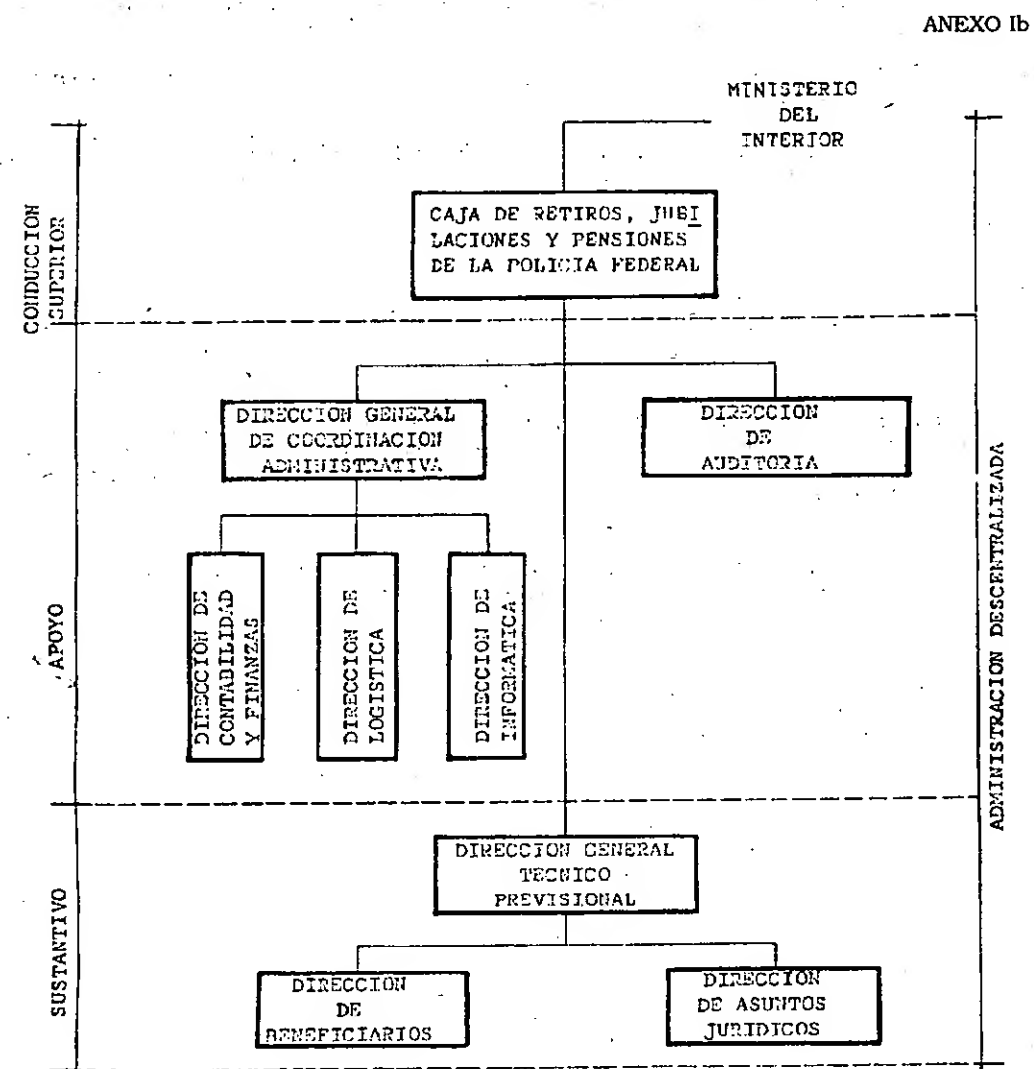 ANEXO Ib
MINISTERIO
DEL
INTERIOR
CONDUCCION
SUPERIOR
CAJA DE RETIROS, JUBI
LACIONES Y PENSIONES
DE LA POLICIA FEDERAL
DIRECCION GENERAL
DE COORDINACION
ADMINISTRATIVA
DIRECCION
DE
AUDITORIA
APOYO
DIRECCION DE
CONTABILIDAD
Y FINANZAS
DIRECCION DE
LOGISTICA
DIRECCION DE
INFORMATICA
ADMINISTRACION DESCENTRALIZADA
DIRECCION GENERAL
TECNICO
PREVISIONAL
SUSTANTIVO
DIRECCION
DE
BENEFICIARIOS
DIRECCION
DE ASUNTOS
JURIDICOS